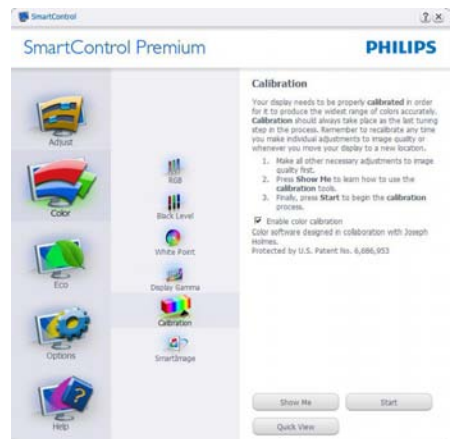 SmartControl
SmartControl Premium
PHILIPS
Adjust
Color
Eco
Options
Help
RGB
Black Level
White Point
Display Gamma
Calibration
SmartImage
Calibration
Your display needs to be properly calibrated in order
for it to produce the widest range of colors accurately.
Calibration should always take place as the last tuning
step in the process. Remember to recalibrate any time
you make individual adjustments to image quality or
whenever you move your display to a new location.
1. Make all other necessary adjustments to image
quality first.
2. Press Show Me to learn how to use the
calibration tools.
3. Finally, press Start to begin the calibration
process.
Enable color calibration
Color software designed in collaboration with Joseph
Holmes.
Protected by U.S. Patent No. 6,686,953
Show Me
Start
Quick View